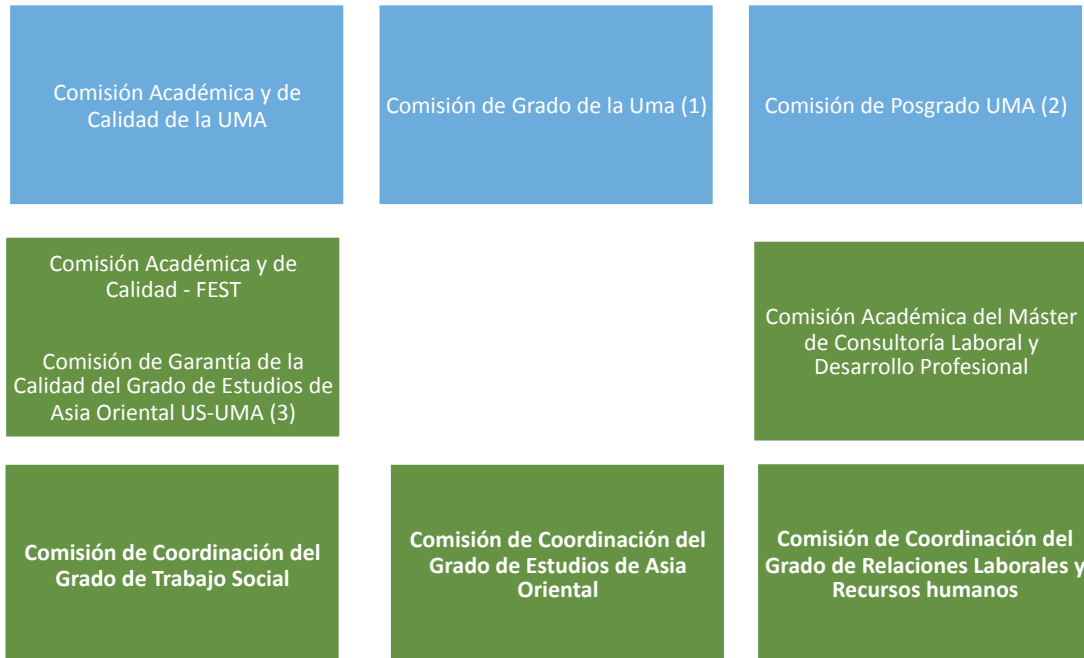 Comisión Académica y de
Calidad de la UMA
Comisión de Grado de la Uma (1)
Comisión de Posgrado UMA (2)
Comisión Académica y de
Calidad - FEST
Comisión de Garantía de la
Calidad del Grado de Estudios de
Asia Oriental US-UMA (3)
Comisión Académica del Máster
de Consultoría Laboral y
Desarrollo Profesional
Comisión de Coordinación del
Grado de Trabajo Social
Comisión de Coordinación del
Grado de Estudios de Asia
Oriental
Comisión de Coordinación del
Grado de Relaciones Laborales y
Recursos humanos